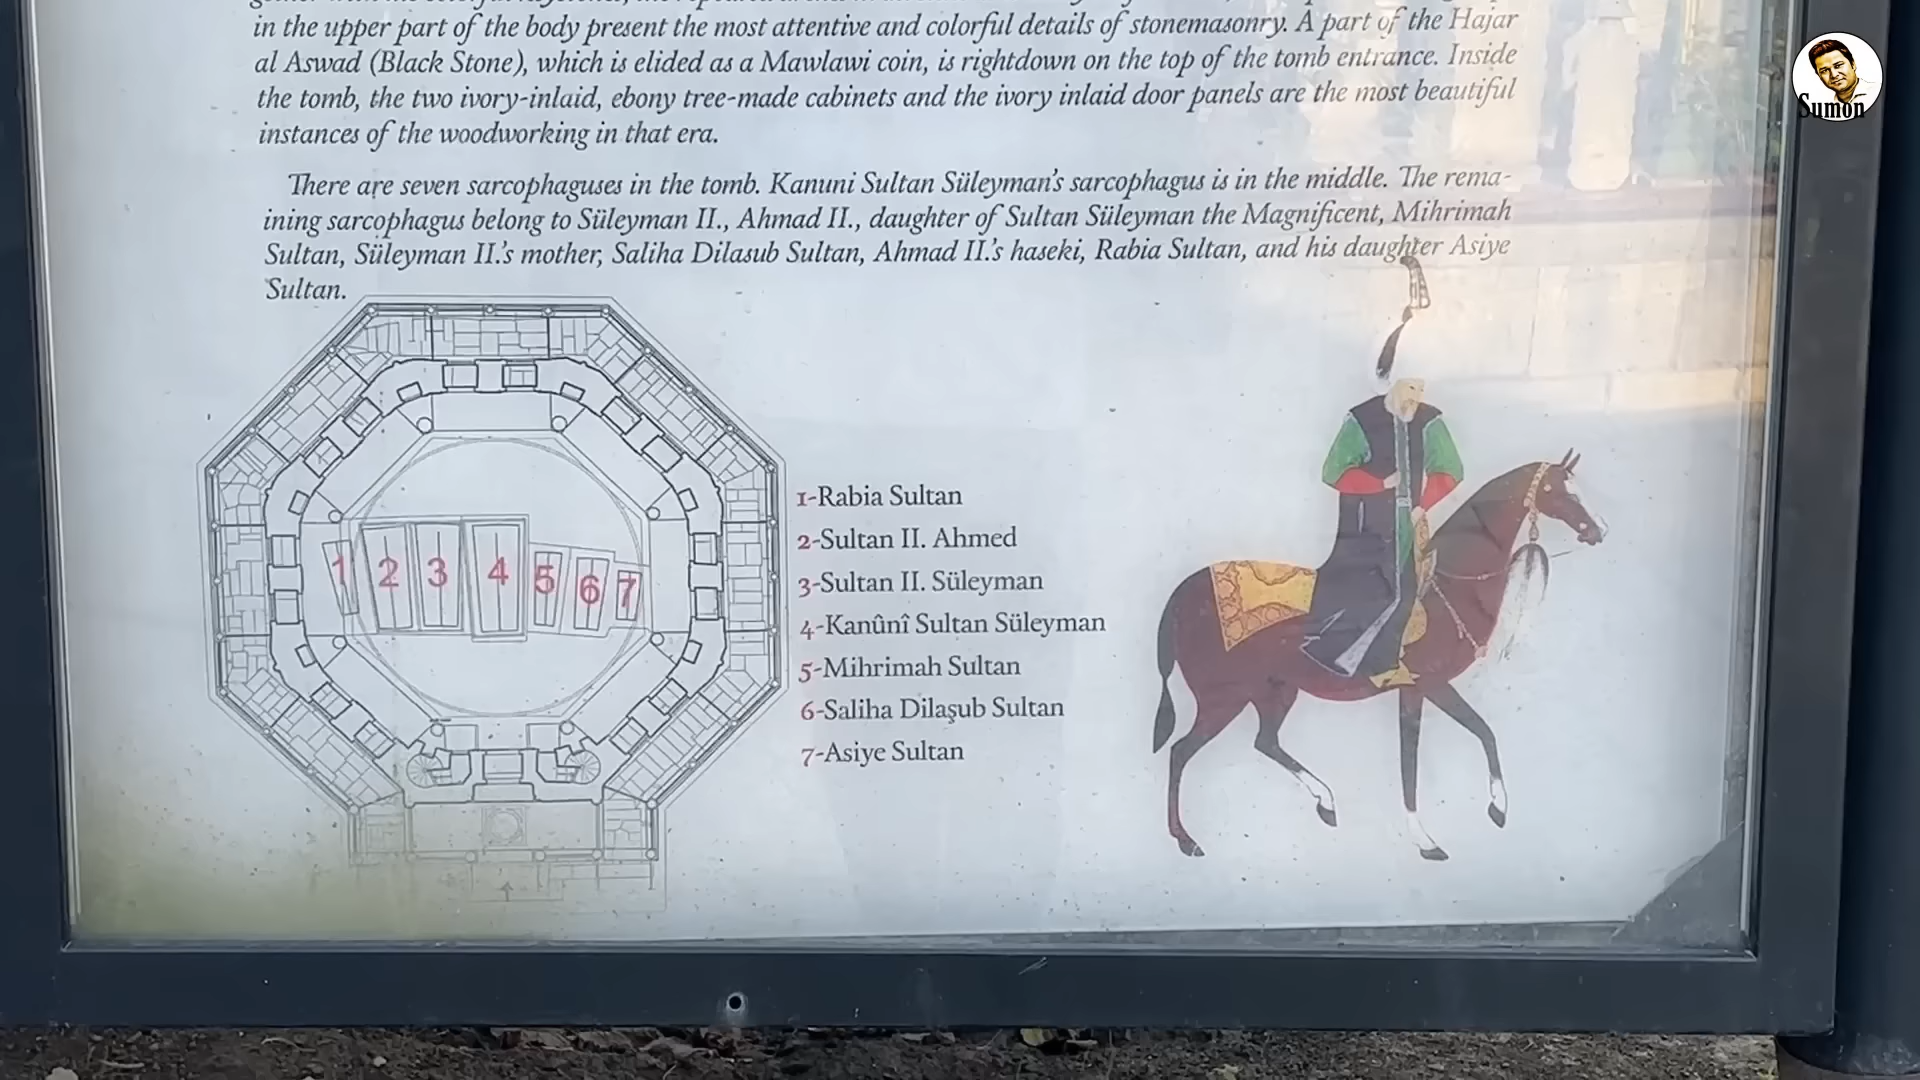 in the upper part of the body present the most attentive and colorful details of stonemasonry. A part of the Hajar
al Aswad (Black Stone), which is elided as a Mawlawi coin, is rightdown on the top of the tomb entrance. Inside
the tomb, the two ivory-inlaid, ebony tree-made cabinets and the ivory inlaid door panels are the most beautiful
instances of the woodworking in that era.
There are seven sarcophaguses in the tomb. Kanuni Sultan Süleyman's sarcophagus is in the middle. The rema-
ining sarcophagus belong to Süleyman II., Ahmad II., daughter of Sultan Süleyman the Magnificent, Mihrimah
Sultan, Süleyman II.'s mother, Saliha Dilasub Sultan, Ahmad II.'s haseki, Rabia Sultan, and his daughter Asiye
Sultan.
1 2 3 4 5 6 7
1-Rabia Sultan
2-Sultan II. Ahmed
3-Sultan II. Süleyman
4-Kanûnî Sultan Süleyman
5-Mihrimah Sultan
6-Saliha Dilaşub Sultan
7-Asiye Sultan
Sumon